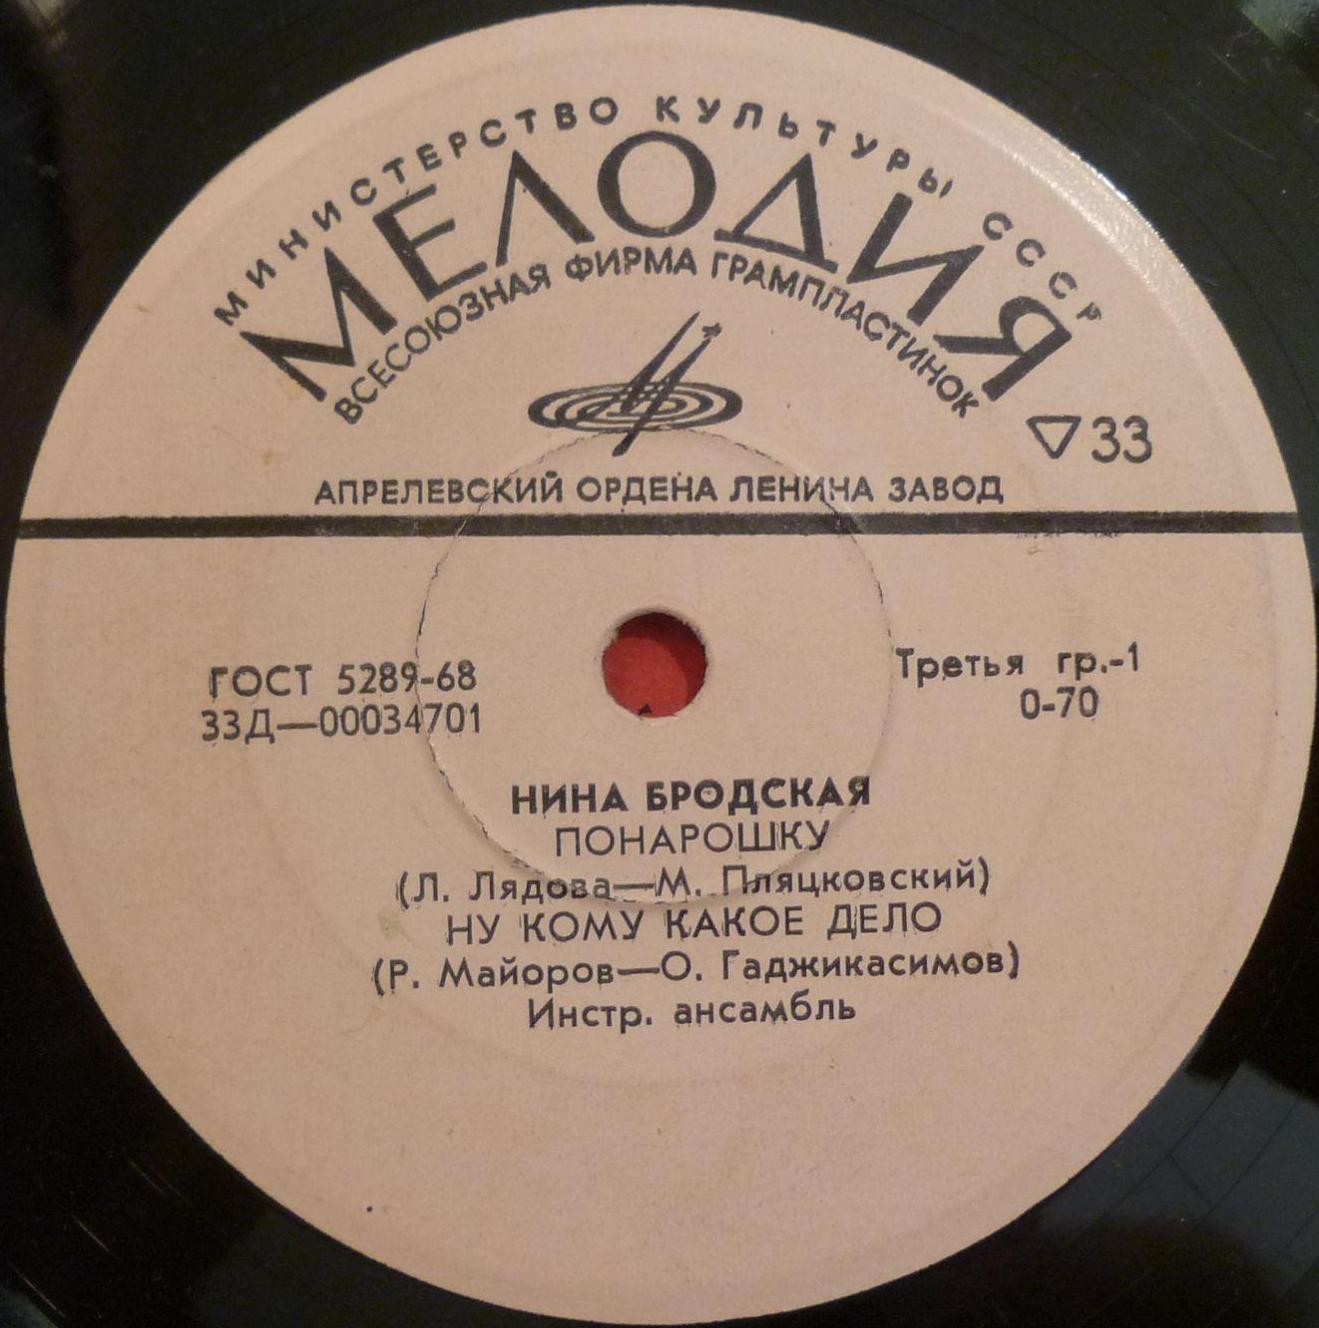 МИНИСТЕРСТВО КУЛЬТУРЫ СССР
МЕЛОДИЯ
ВСЕСОЮЗНАЯ ФИРМА ГРАМПЛАСТИНОК
33
АПРЕЛЕВСКИЙ ОРДЕНА ЛЕНИНА ЗАВОД
ГОСТ 5289-68
33Д—00034701
Третья гр.-1
0-70
НИНА БРОДСКАЯ
ПОНАРОШКУ
(Л. Лядова—М. Пляцковский)
НУ КОМУ КАКОЕ ДЕЛО
(Р. Майоров—О. Гаджикасимов)
Инстр. ансамбль